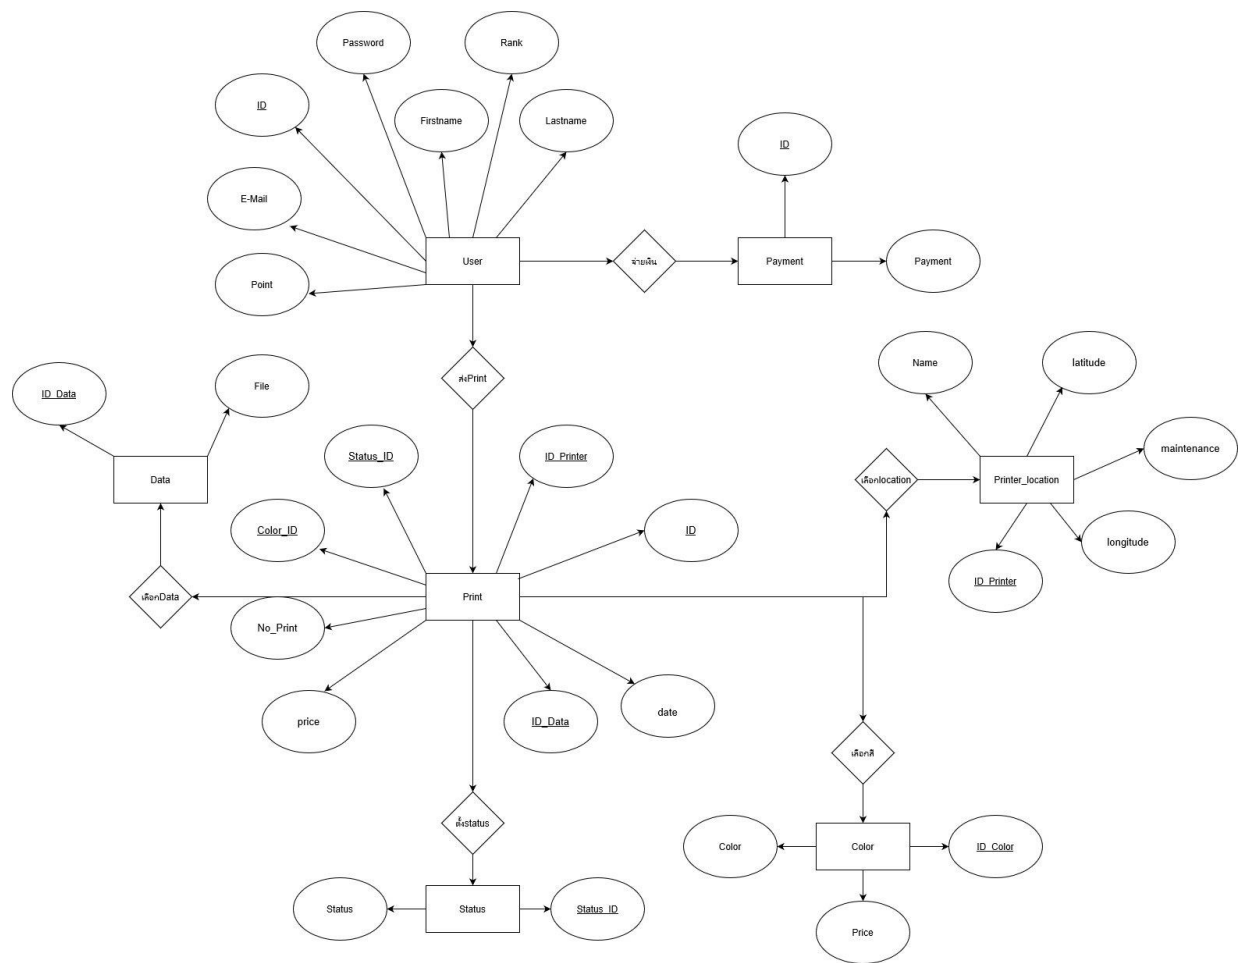 Password
Rank
ID
Firstname
Lastname
ID
E-Mail
User
จ่ายเงิน
Payment
Payment
Point
Name
latitude
ส่งPrint
ID_Data
File
Status_ID
ID_Printer
maintenance
Data
เลือกlocation
Printer_location
Color_ID
ID
longitude
ID_Printer
เลือกData
Print
No_Print
price
ID_Data
date
เลือกสี
ตั้งstatus
Color
Color
ID_Color
Status
Status
Status_ID
Price